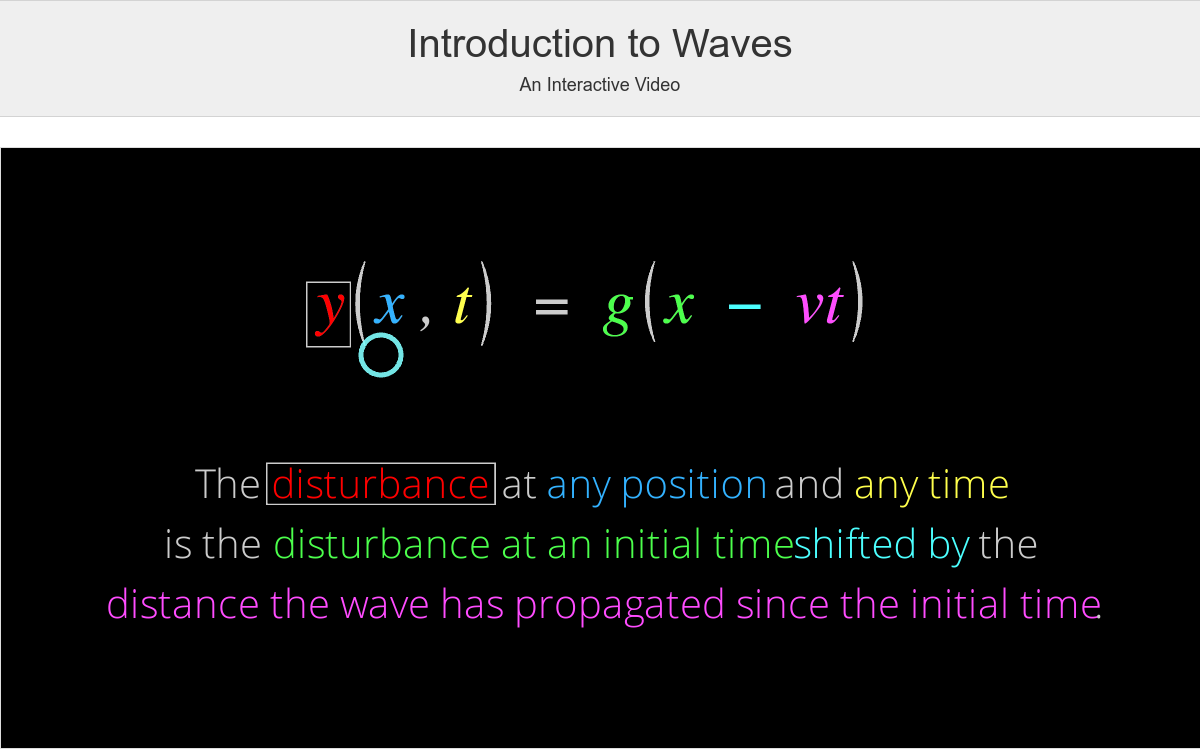 Introduction to Waves
An Interactive Video
y(x, t) = g(x − vt)
The disturbance at any position and any time
is the disturbance at an initial timeshifted by the
distance the wave has propagated since the initial time.